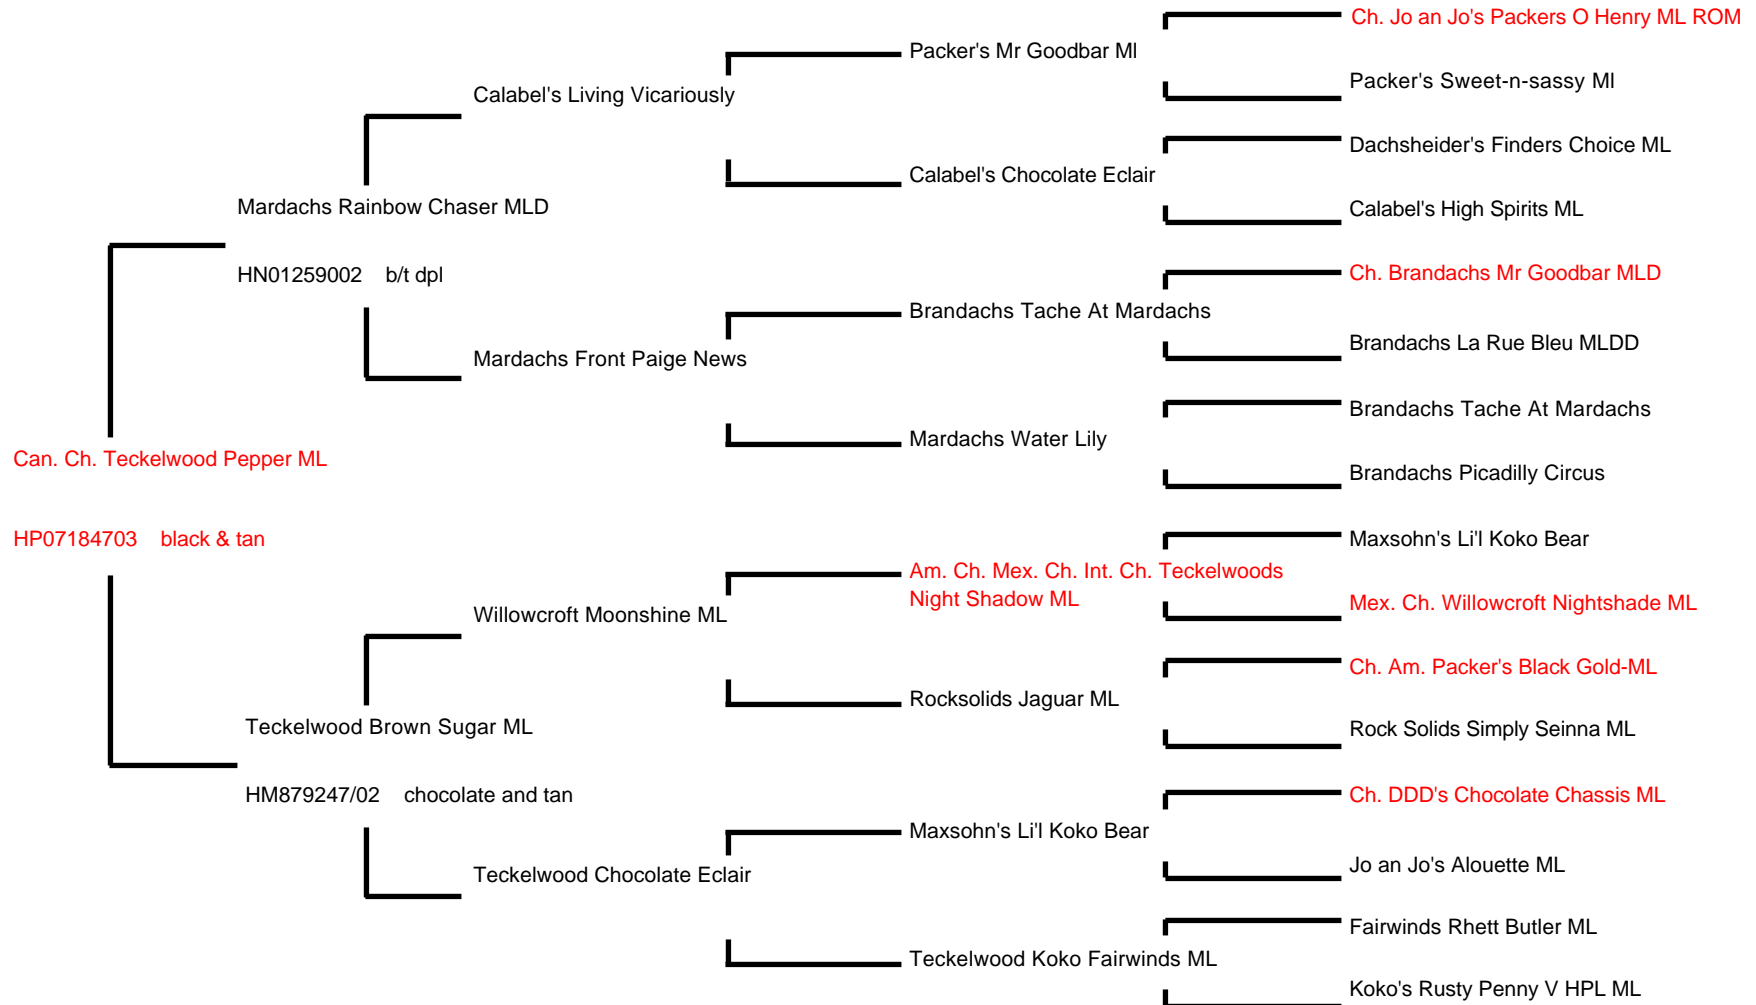 Ch. Jo an Jo's Packers O Henry ML ROM
Packer's Mr Goodbar Ml
Packer's Sweet-n-sassy Ml
Calabel's Living Vicariously
Dachsheider's Finders Choice ML
Calabel's Chocolate Eclair
Calabel's High Spirits ML
Mardachs Rainbow Chaser MLD
HN01259002 b/t dpl
Ch. Brandachs Mr Goodbar MLD
Brandachs Tache At Mardachs
Brandachs La Rue Bleu MLDD
Mardachs Front Paige News
Brandachs Tache At Mardachs
Mardachs Water Lily
Brandachs Picadilly Circus
Can. Ch. Teckelwood Pepper ML
HP07184703 black & tan
Maxsohn's Li'l Koko Bear
Am. Ch. Mex. Ch. Int. Ch. Teckelwoods
Night Shadow ML
Mex. Ch. Willowcroft Nightshade ML
Willowcroft Moonshine ML
Ch. Am. Packer's Black Gold-ML
Rocksolids Jaguar ML
Rock Solids Simply Seinna ML
Teckelwood Brown Sugar ML
HM879247/02 chocolate and tan
Ch. DDD's Chocolate Chassis ML
Maxsohn's Li'l Koko Bear
Jo an Jo's Alouette ML
Teckelwood Chocolate Eclair
Fairwinds Rhett Butler ML
Teckelwood Koko Fairwinds ML
Koko's Rusty Penny V HPL ML